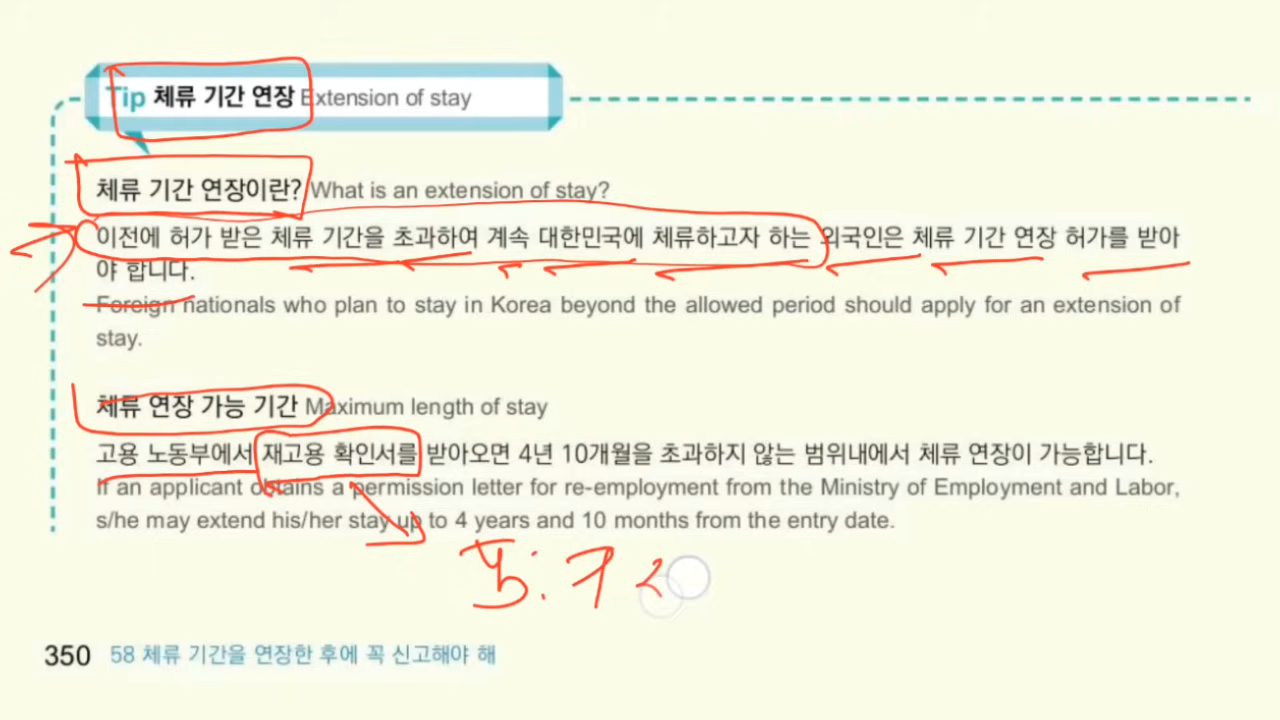 Tip 체류 기간 연장 Extension of stay
체류 기간 연장이란? What is an extension of stay?
이전에 허가 받은 체류 기간을 초과하여 계속 대한민국에 체류하고자 하는 외국인은 체류 기간 연장 허가를 받아
야 합니다.
Foreign nationals who plan to stay in Korea beyond the allowed period should apply for an extension of
stay.
체류 연장 가능 기간 Maximum length of stay
고용 노동부에서 재고용 확인서를 받아오면 4년 10개월을 초과하지 않는 범위내에서 체류 연장이 가능합니다.
If an applicant obtains a permission letter for re-employment from the Ministry of Employment and Labor,
s/he may extend his/her stay up to 4 years and 10 months from the entry date.
350 58 체류 기간을 연장한 후에 꼭 신고해야 해